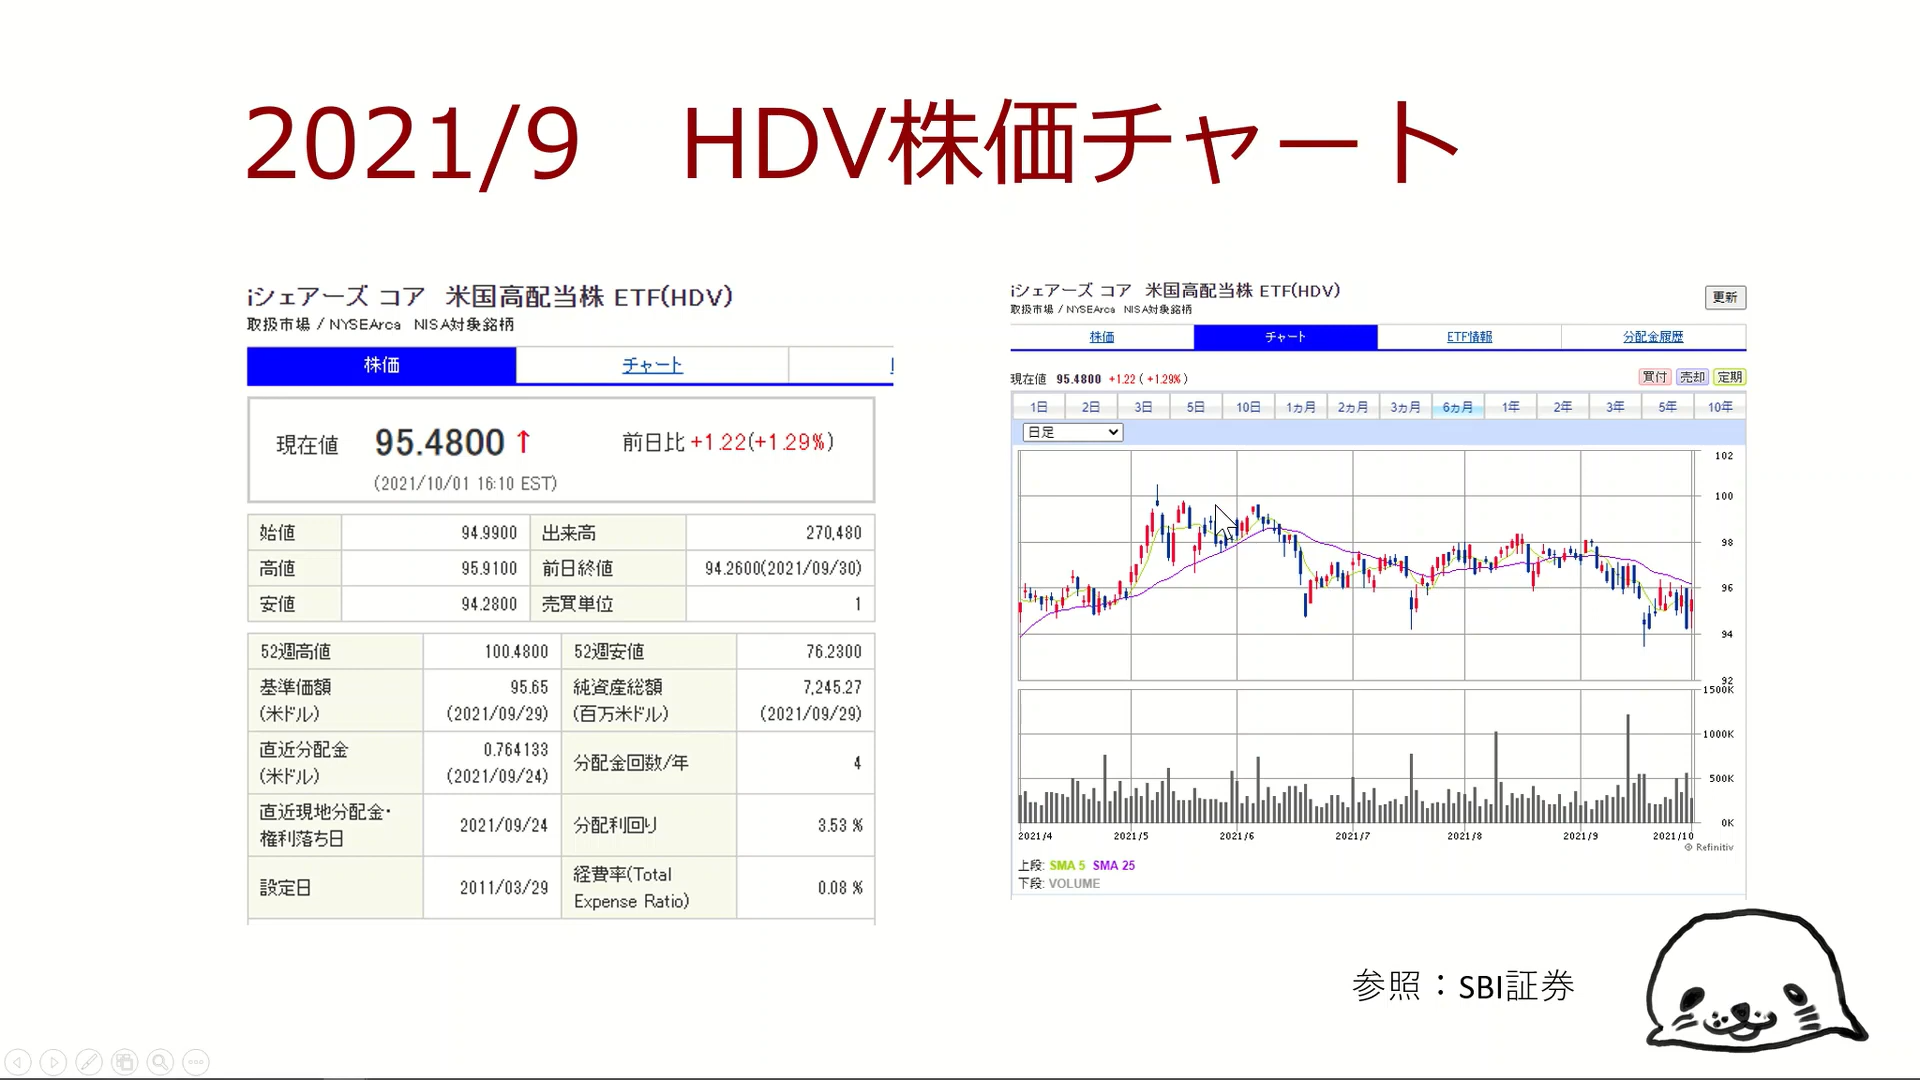 2021/9　HDV株価チャート
iシェアーズ コア　米国高配当株 ETF(HDV)
取扱市場 / NYSEArca　NISA対象銘柄
株価　チャート
現在値　95.4800 ↑　前日比 +1.22(+1.29%)
(2021/10/01 16:10 EST)
始値　94.9900　出来高　270,480
高値　95.9100　前日終値　94.2600(2021/09/30)
安値　94.2800　売買単位　1
52週高値　100.4800　52週安値　76.2300
基準価額　95.65　純資産総額　7,245.27
(米ドル)　(2021/09/29)　(百万米ドル)　(2021/09/29)
直近分配金　0.764133　分配金回数/年　4
(米ドル)　(2021/09/24)
直近現地分配金・
権利落ち日　2021/09/24　分配利回り　3.53 %
設定日　2011/03/29　経費率(Total
Expense Ratio)　0.08 %
iシェアーズ コア　米国高配当株 ETF(HDV)
更新
取扱市場 / NYSEArca　NISA対象銘柄
株価　チャート　ETF情報　分配金履歴
現在値　95.4800　+1.22 ( +1.29% )　買付　売却　定期
1日　2日　3日　5日　10日　1ヵ月　2ヵ月　3ヵ月　6ヵ月　1年　2年　3年　5年　10年
日足
102
100
98
96
94
92
1500K
1000K
500K
0K
2021/4　2021/5　2021/6　2021/7　2021/8　2021/9　2021/10
© Refinitiv
上段: SMA 5　SMA 25
下段: VOLUME
参照：SBI証券